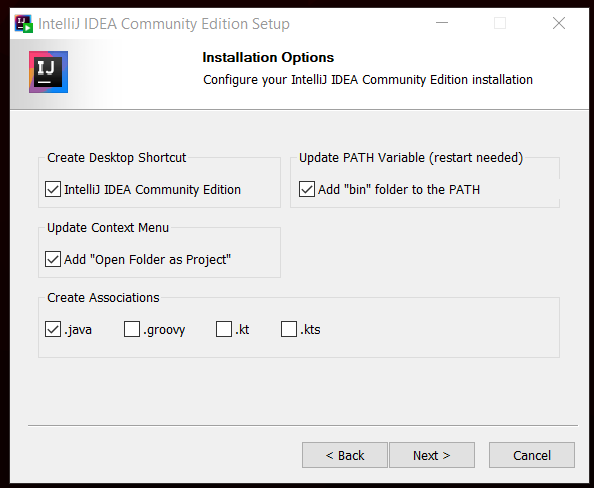 IntelliJ IDEA Community Edition Setup
IJ
Installation Options
Configure your IntelliJ IDEA Community Edition installation
Create Desktop Shortcut
IntelliJ IDEA Community Edition
Update PATH Variable (restart needed)
Add "bin" folder to the PATH
Update Context Menu
Add "Open Folder as Project"
Create Associations
.java .groovy .kt .kts
< Back Next > Cancel